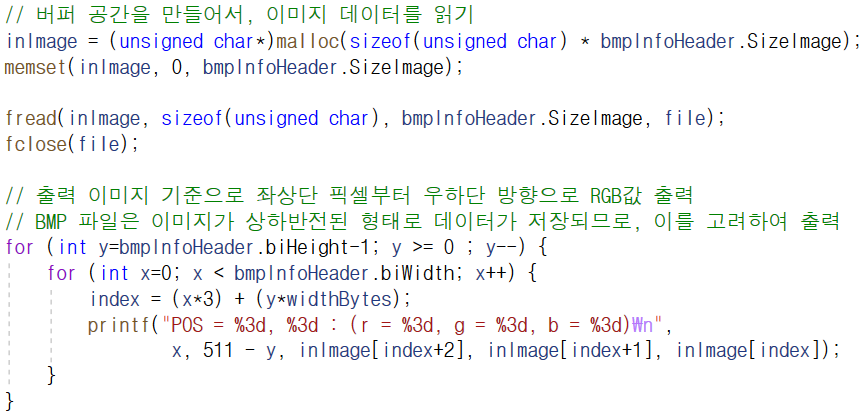 // 버퍼 공간을 만들어서, 이미지 데이터를 읽기
inImage = (unsigned char*)malloc(sizeof(unsigned char) * bmpInfoHeader.SizeImage);
memset(inImage, 0, bmpInfoHeader.SizeImage);
fread(inImage, sizeof(unsigned char), bmpInfoHeader.SizeImage, file);
fclose(file);
// 출력 이미지 기준으로 좌상단 픽셀부터 우하단 방향으로 RGB값 출력
// BMP 파일은 이미지가 상하반전된 형태로 데이터가 저장되므로, 이를 고려하여 출력
for (int y=bmpInfoHeader.biHeight-1; y >= 0 ; y--) {
    for (int x=0; x < bmpInfoHeader.biWidth; x++) {
        index = (x*3) + (y*widthBytes);
        printf("POS = %3d, %3d : (r = %3d, g = %3d, b = %3d)₩n",
                x, 511 - y, inImage[index+2], inImage[index+1], inImage[index]);
    }
}